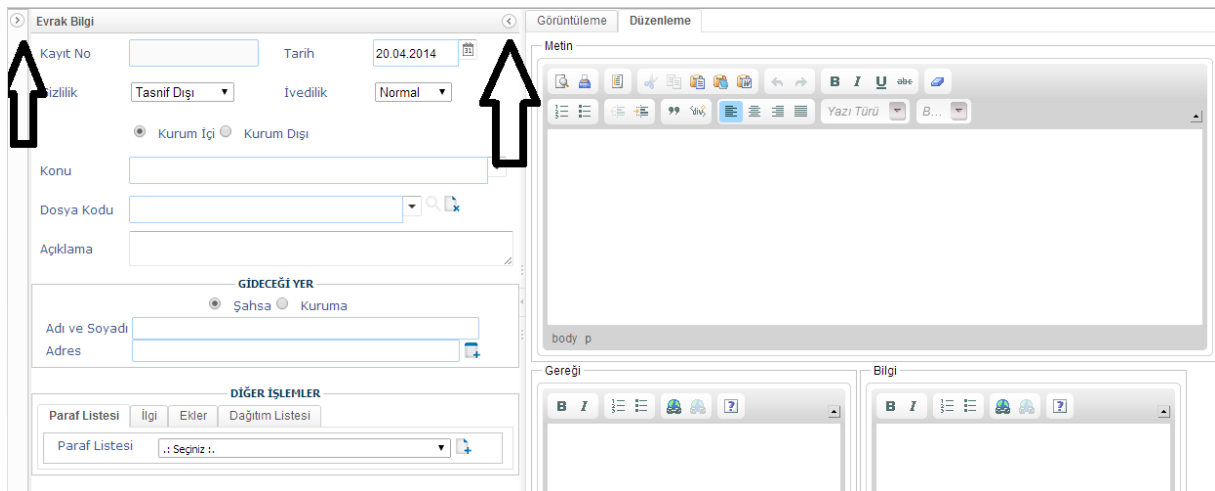 Evrak Bilgi
Kayıt No
Tarih
20.04.2014
31
Gizlilik
Tasnif Dışı
İvedilik
Normal
Kurum İçi
Kurum Dışı
Konu
Dosya Kodu
Açıklama
GİDECEĞİ YER
Şahsa
Kuruma
Adı ve Soyadı
Adres
DİĞER İŞLEMLER
Paraf Listesi
İlgi
Ekler
Dağıtım Listesi
Paraf Listesi
.: Seçiniz :.
Görüntüleme
Düzenleme
Metin
B I U abc
Yazı Türü
B...
body p
Gereği
B I
Bilgi
B I